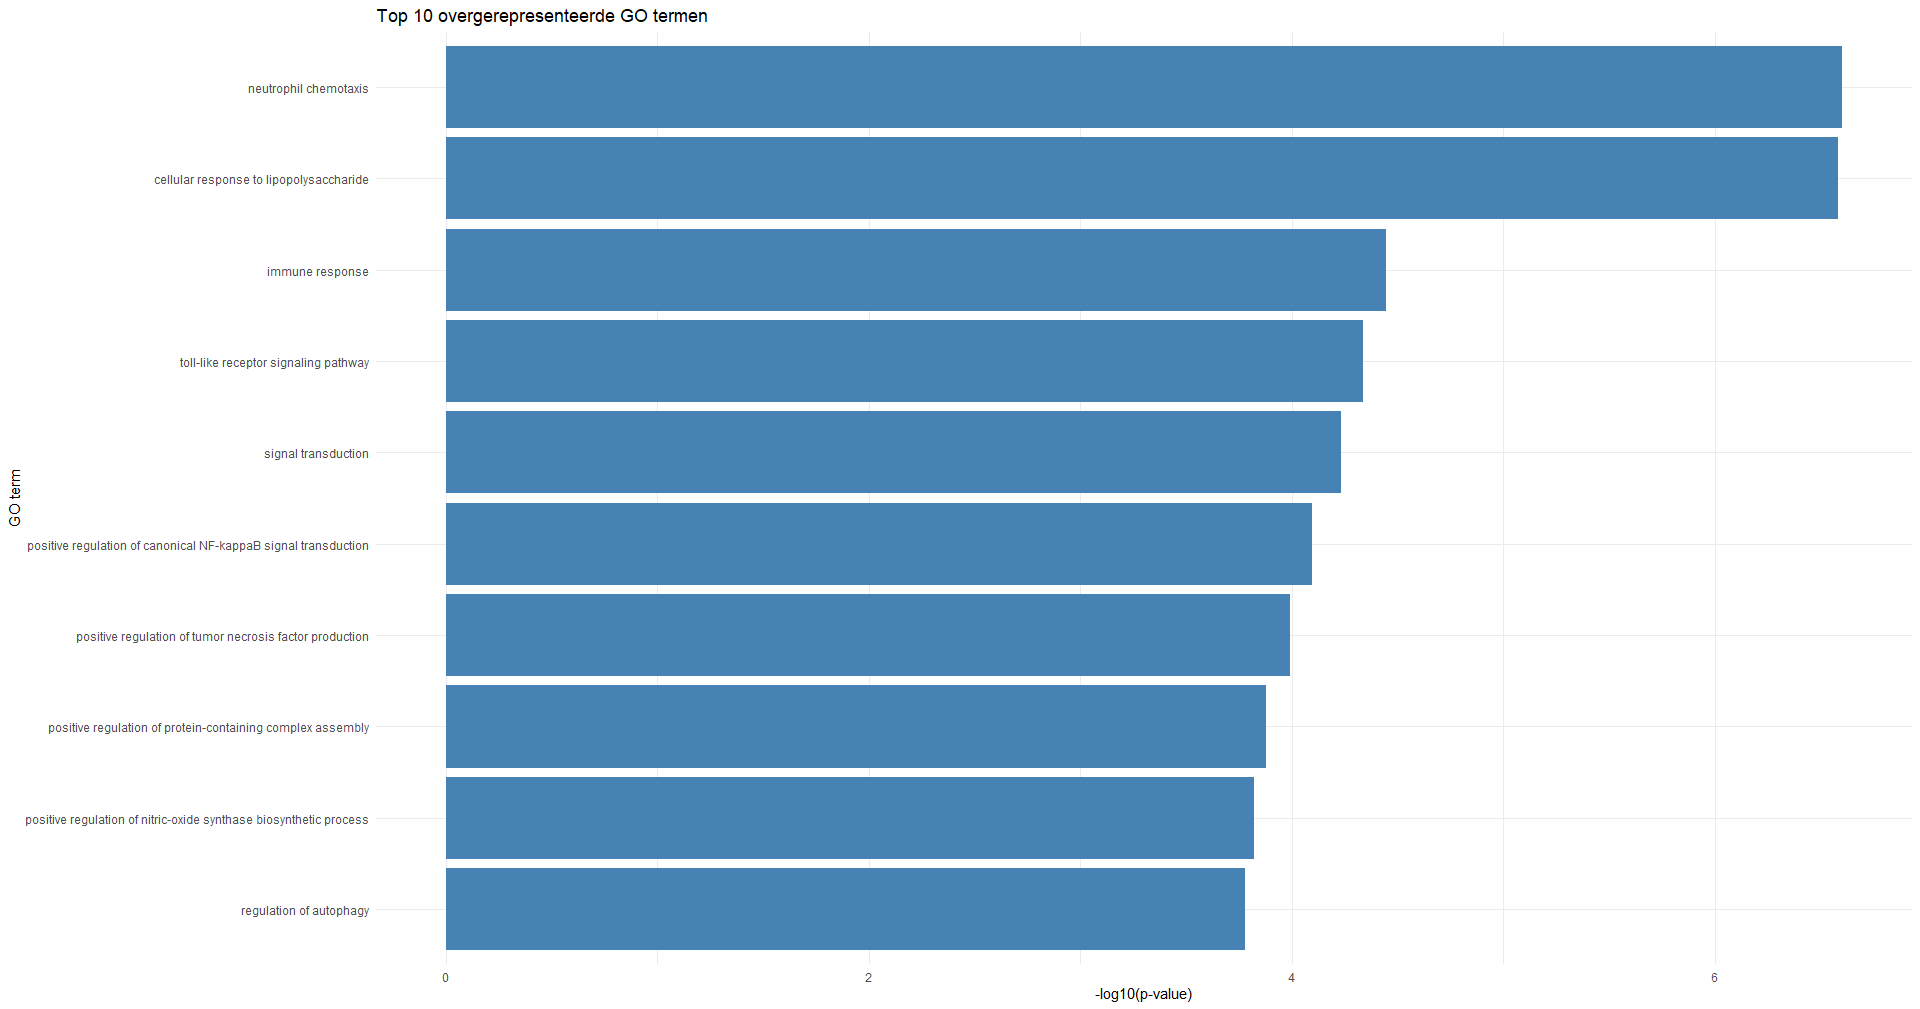 Top 10 overgerepresenteerde GO termen
neutrophil chemotaxis
cellular response to lipopolysaccharide
immune response
toll-like receptor signaling pathway
signal transduction
GO term
positive regulation of canonical NF-kappaB signal transduction
positive regulation of tumor necrosis factor production
positive regulation of protein-containing complex assembly
positive regulation of nitric-oxide synthase biosynthetic process
regulation of autophagy
0 2 4 6
-log10(p-value)